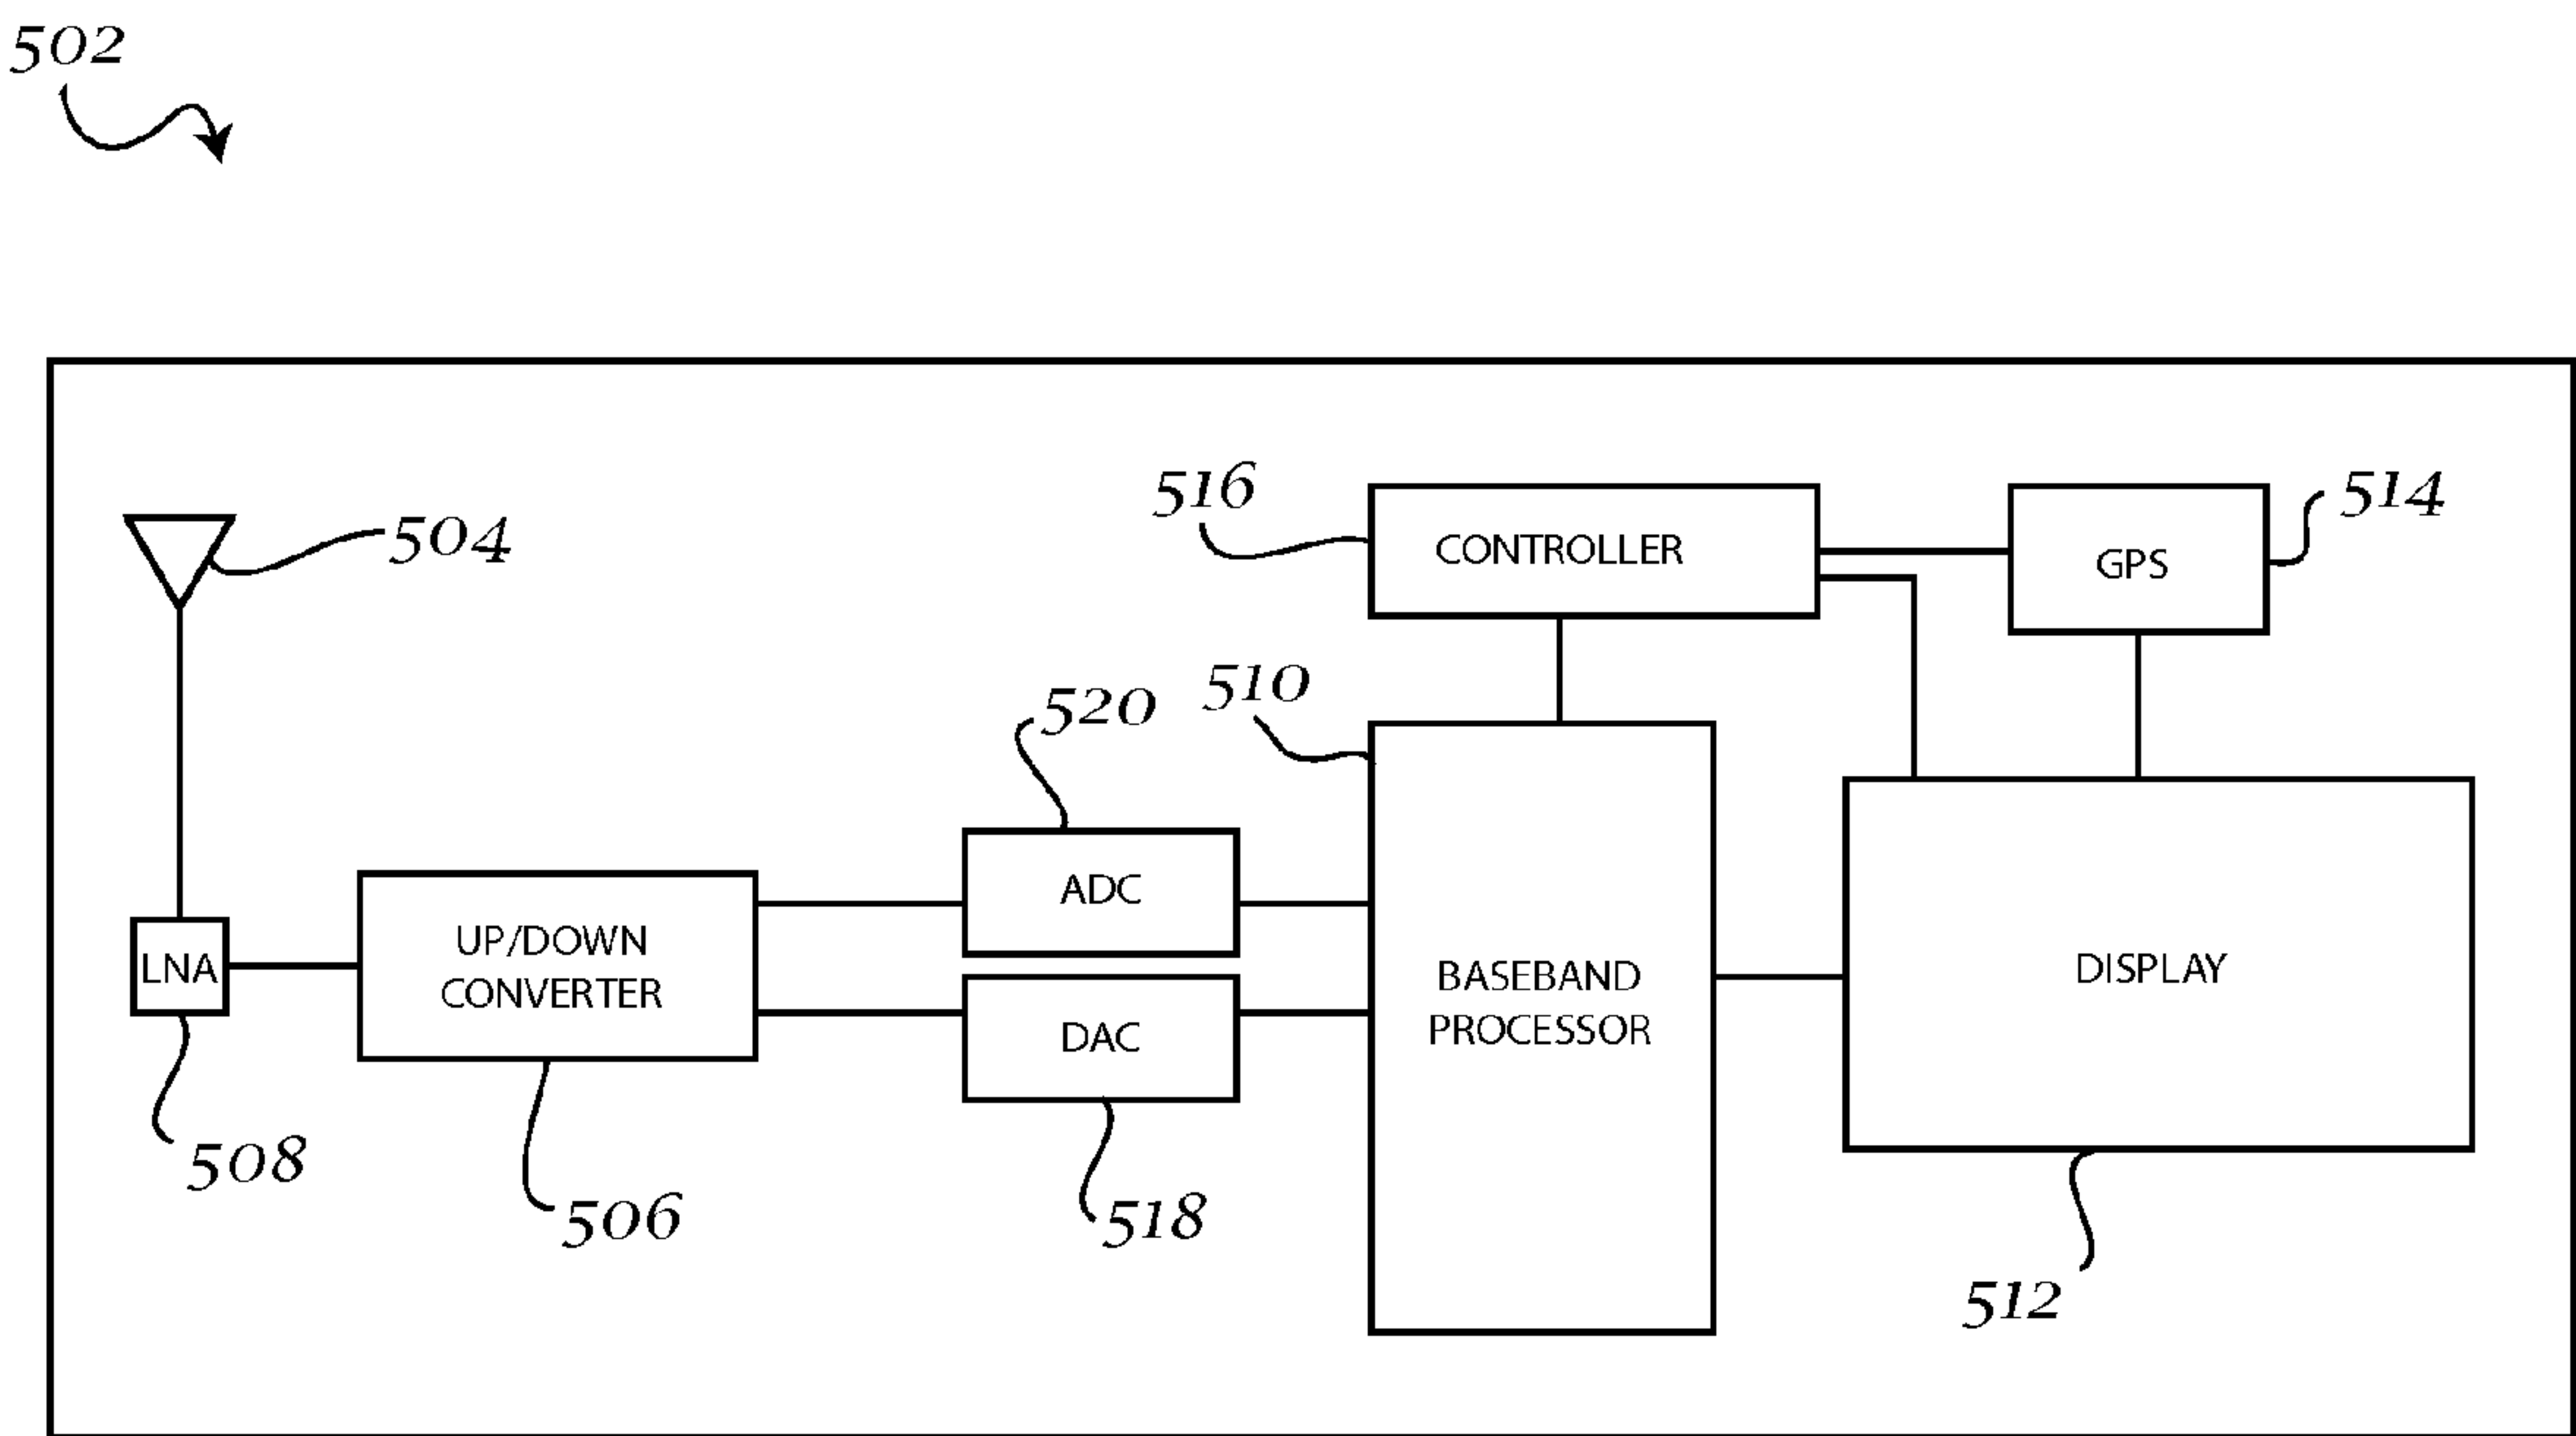 502
504
516
CONTROLLER
514
GPS
520
510
ADC
LNA
UP/DOWN
CONVERTER
DAC
BASEBAND
PROCESSOR
DISPLAY
508
506
518
512